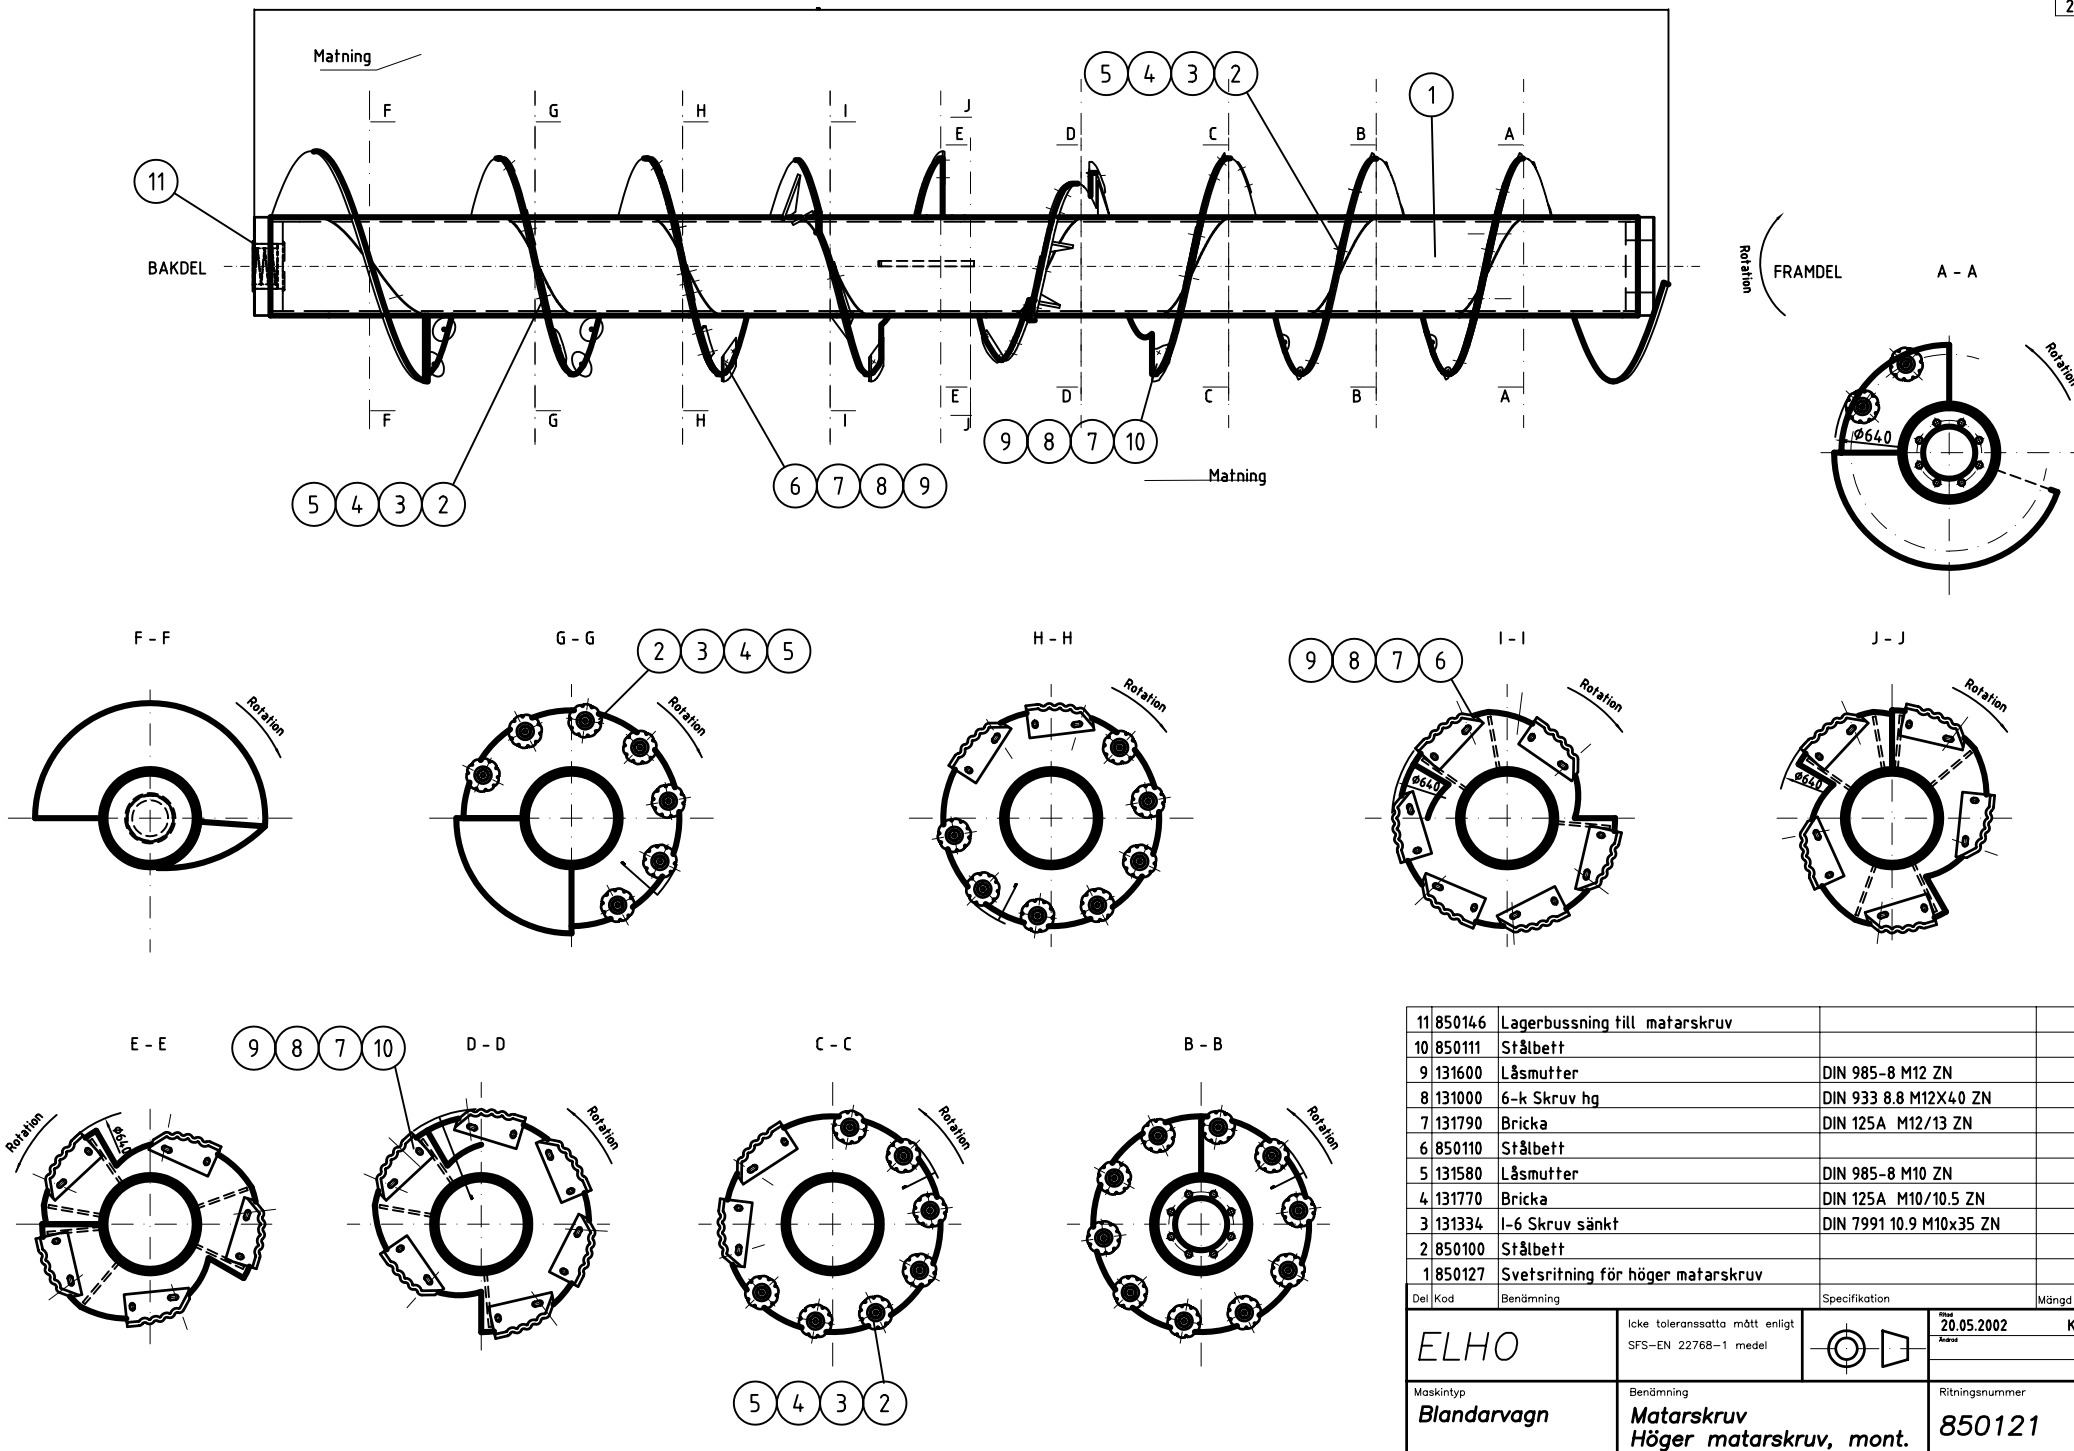 2
Matning
5 4 3 2
1
F G H I J
E D C B A
11
BAKDEL
Rotation
FRAMDEL
A - A
Rotation
Ø640
E D C B A
F G H I J
9 8 7 10
Matning
5 4 3 2
6 7 8 9
F - F
Rotation
G - G
2 3 4 5
Rotation
H - H
Rotation
I - I
9 8 7 6
Rotation
Ø640
J - J
Rotation
Ø640
E - E
Rotation
Ø640
9 8 7 10
D - D
Rotation
C - C
Rotation
5 4 3 2
B - B
Rotation
11 850146 Lagerbussning till matarskruv
10 850111 Stålbett
9 131600 Låsmutter DIN 985-8 M12 ZN
8 131000 6-k Skruv hg DIN 933 8.8 M12X40 ZN
7 131790 Bricka DIN 125A M12/13 ZN
6 850110 Stålbett
5 131580 Låsmutter DIN 985-8 M10 ZN
4 131770 Bricka DIN 125A M10/10.5 ZN
3 131334 I-6 Skruv sänkt DIN 7991 10.9 M10x35 ZN
2 850100 Stålbett
1 850127 Svetsritning för höger matarskruv
Del Kod Benämning Specifikation Mängd
ELHO
Icke toleranssatta mått enligt
SFS-EN 22768-1 medel
Ritad
20.05.2002 K
Ändrad
Maskintyp
Blandarvagn
Benämning
Matarskruv
Höger matarskruv, mont.
Ritningsnummer
850121